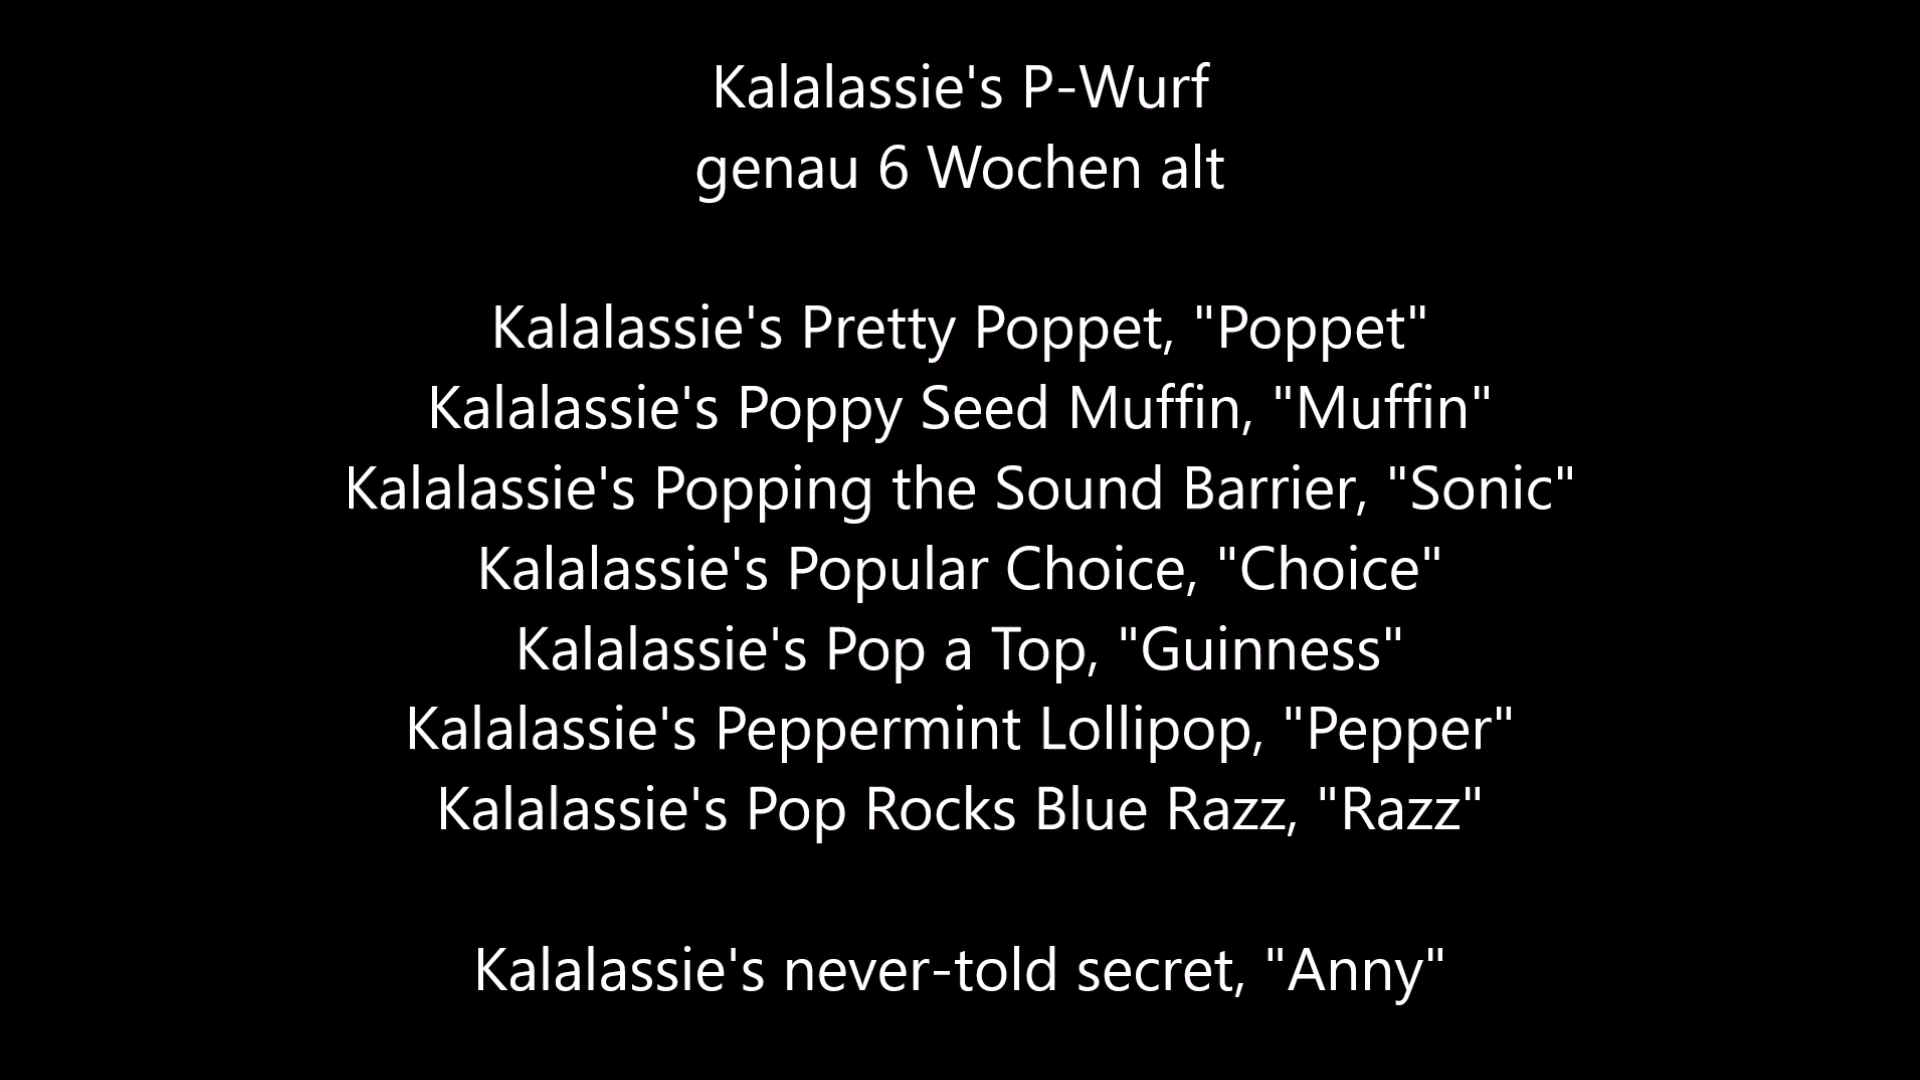 Kalalassie's P-Wurf
genau 6 Wochen alt
Kalalassie's Pretty Poppet, "Poppet"
Kalalassie's Poppy Seed Muffin, "Muffin"
Kalalassie's Popping the Sound Barrier, "Sonic"
Kalalassie's Popular Choice, "Choice"
Kalalassie's Pop a Top, "Guinness"
Kalalassie's Peppermint Lollipop, "Pepper"
Kalalassie's Pop Rocks Blue Razz, "Razz"
Kalalassie's never-told secret, "Anny"